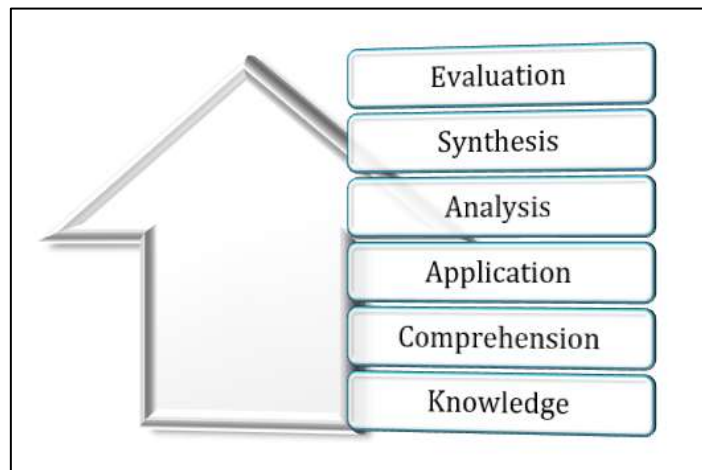 Evaluation
Synthesis
Analysis
Application
Comprehension
Knowledge